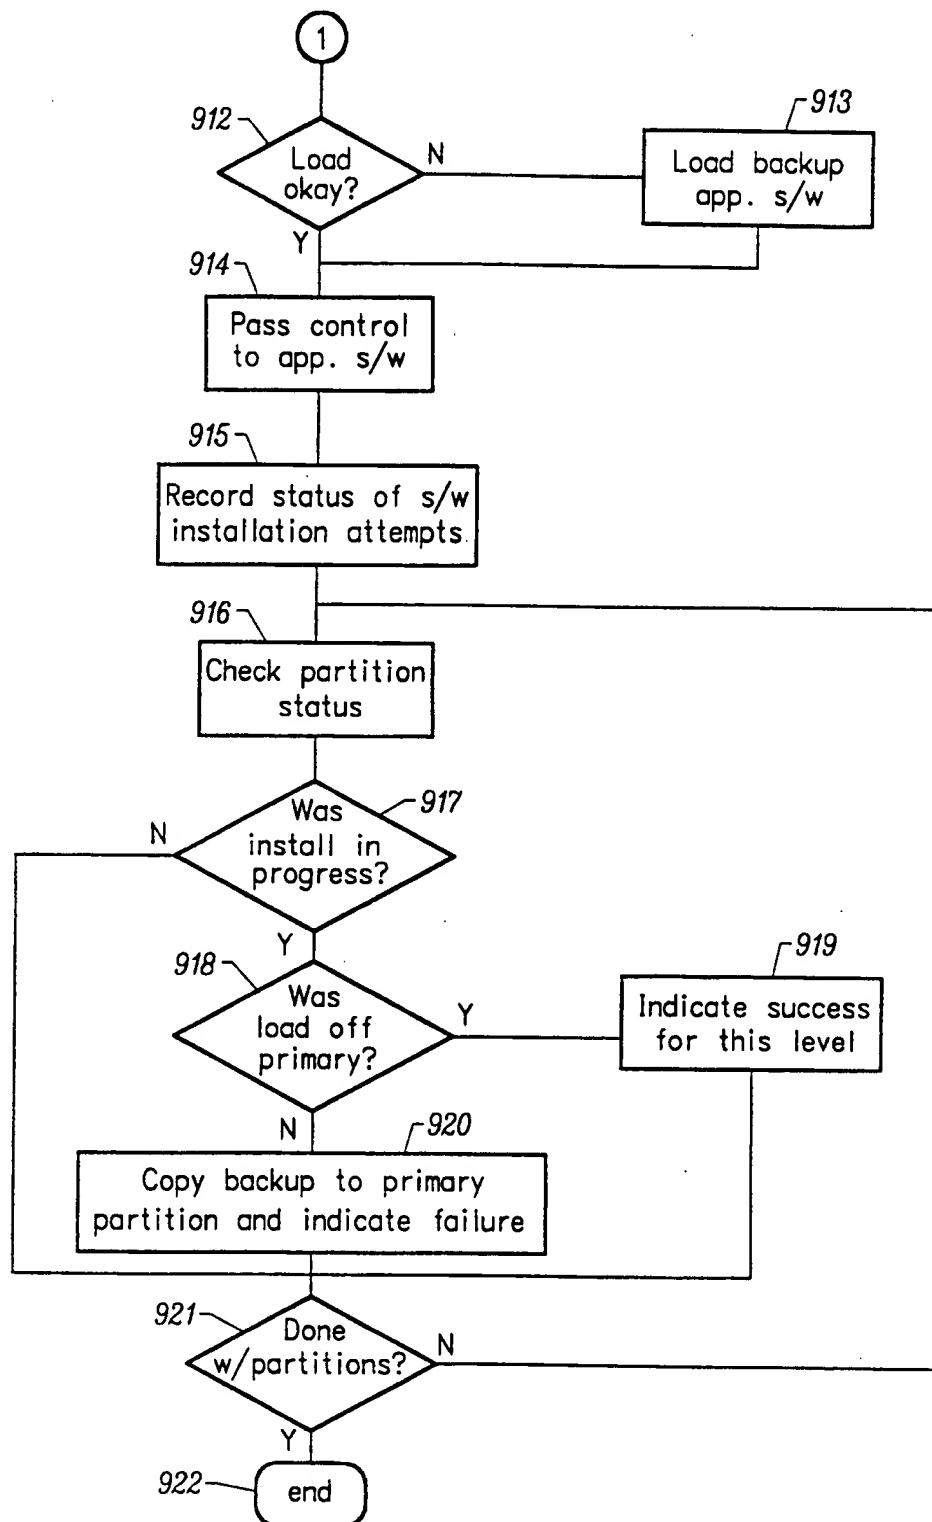 1
912
Load
okay?
N
Y
913
Load backup
app. s/w
914
Pass control
to app. s/w
915
Record status of s/w
installation attempts
916
Check partition
status
917
Was
install in
progress?
N
Y
918
Was
load off
primary?
Y
N
919
Indicate success
for this level
920
Copy backup to primary
partition and indicate failure
921
Done
w/partitions?
N
Y
922
end